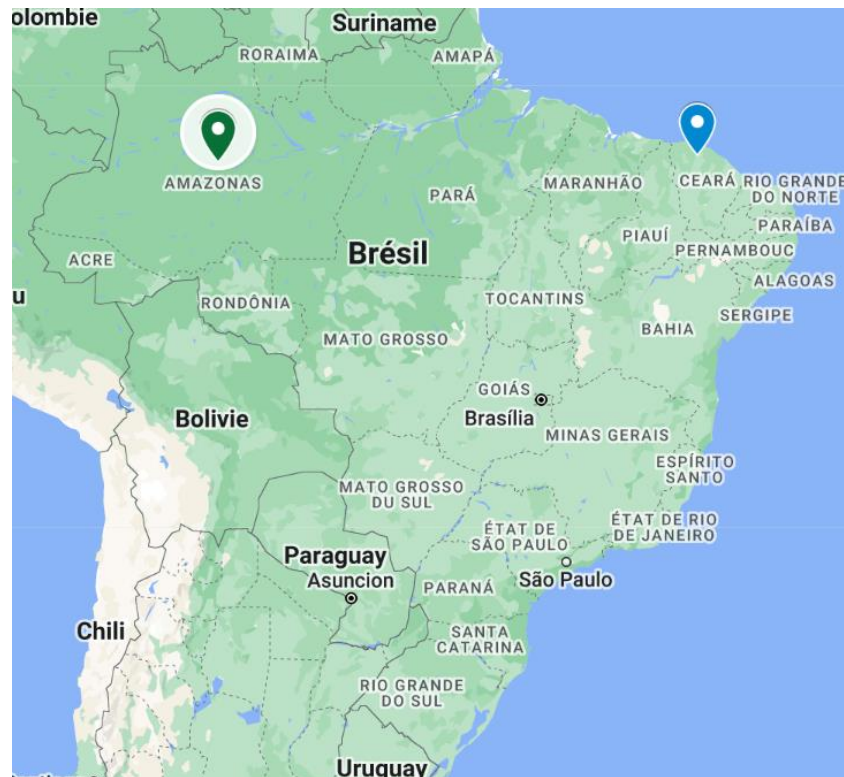 olombie
Suriname
RORAIMA
AMAPÁ
AMAZONAS
PARÁ
MARANHÃO
CEARÁ
RIO GRANDE
DO NORTE
PARAÍBA
PIAUÍ
PERNAMBOUC
Brésil
ACRE
ALAGOAS
u
RONDÔNIA
TOCANTINS
SERGIPE
BAHIA
MATO GROSSO
GOIÁS
Brasília
Bolivie
MINAS GERAIS
ESPÍRITO
SANTO
MATO GROSSO
DU SUL
ÉTAT DE
SÃO PAULO
ÉTAT DE RIO
DE JANEIRO
Paraguay
Asuncion
São Paulo
PARANÁ
Chili
SANTA
CATARINA
RIO GRANDE
DO SUL
Uruguay